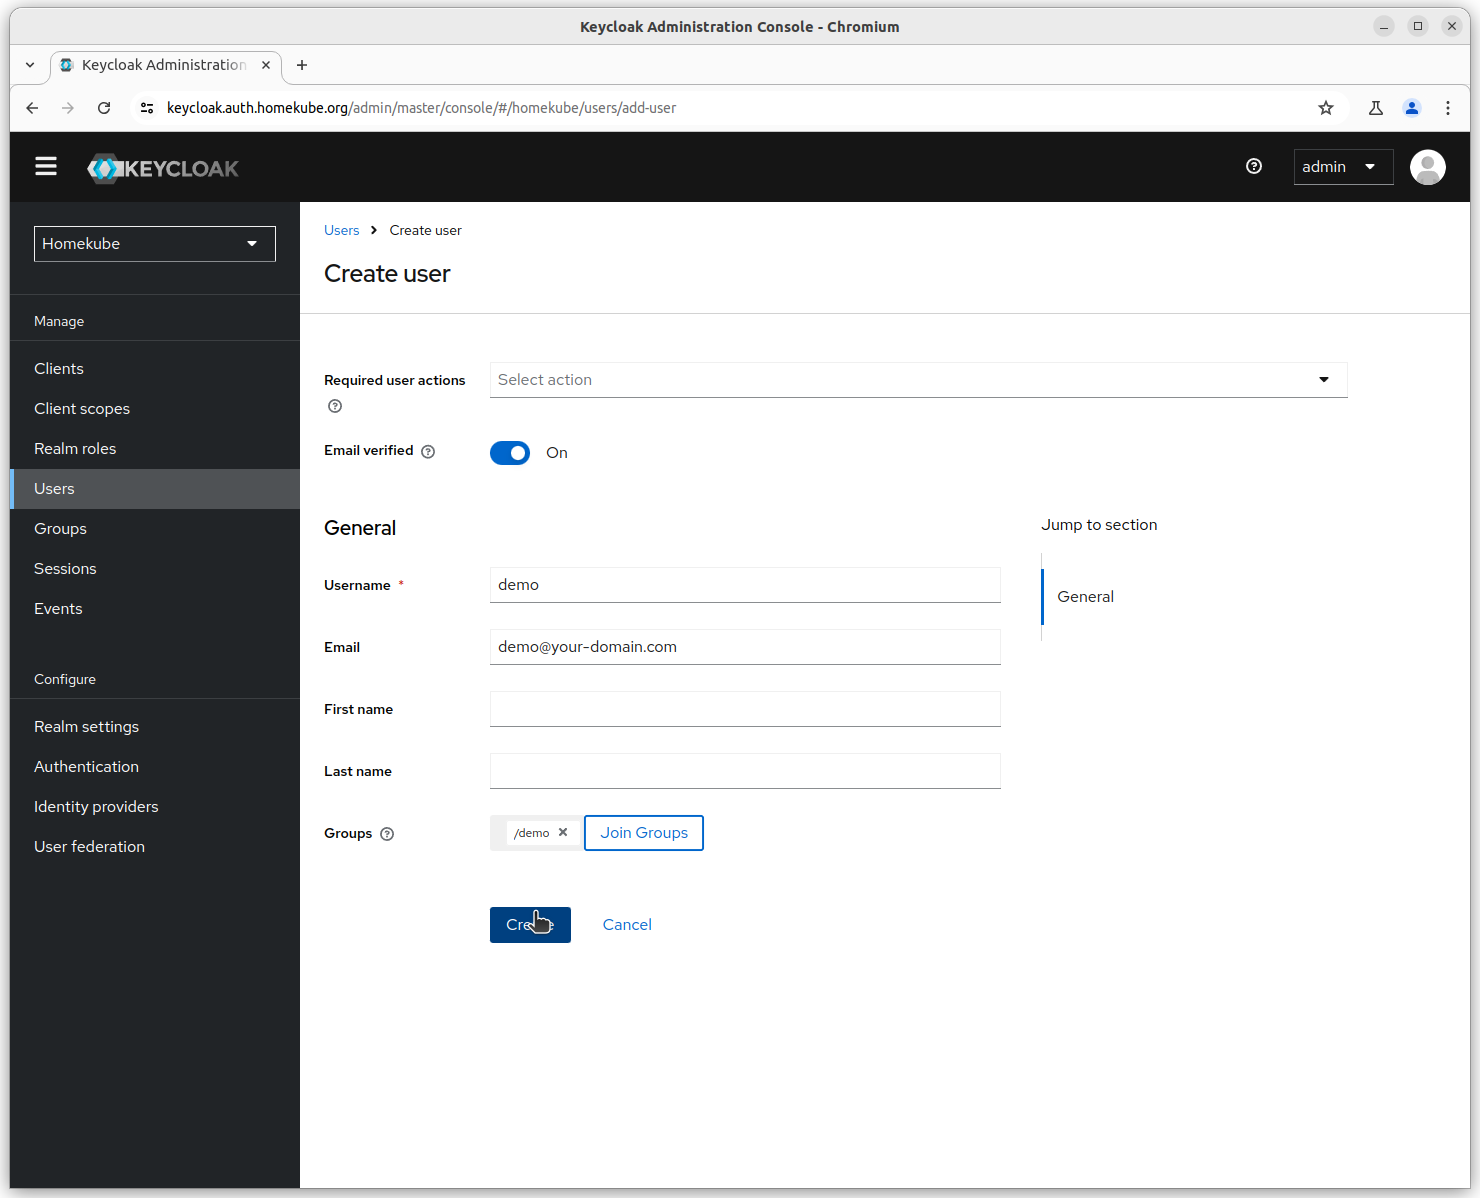 Keycloak Administration Console - Chromium
Keycloak Administration
keycloak.auth.homekube.org/admin/master/console/#/homekube/users/add-user
KEYCLOAK
admin
Homekube
Manage
Clients
Client scopes
Realm roles
Users
Groups
Sessions
Events
Configure
Realm settings
Authentication
Identity providers
User federation
Users > Create user
Create user
Required user actions
Select action
Email verified
On
General
Username *
demo
Email
demo@your-domain.com
First name
Last name
Groups
/demo
Join Groups
Cancel
Jump to section
General